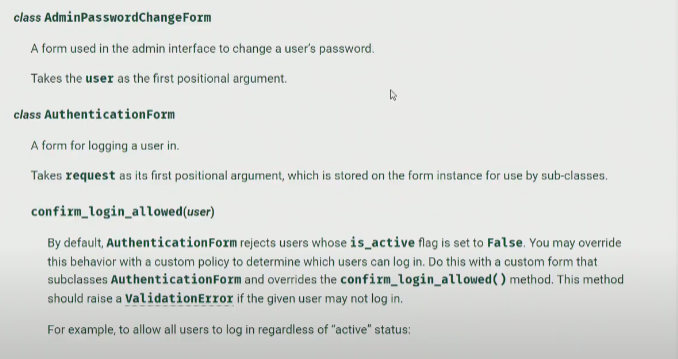 class AdminPasswordChangeForm
A form used in the admin interface to change a user's password.
Takes the user as the first positional argument.
class AuthenticationForm
A form for logging a user in.
Takes request as its first positional argument, which is stored on the form instance for use by sub-classes.
confirm_login_allowed(user)
By default, AuthenticationForm rejects users whose is_active flag is set to False. You may override
this behavior with a custom policy to determine which users can log in. Do this with a custom form that
subclasses AuthenticationForm and overrides the confirm_login_allowed() method. This method
should raise a ValidationError if the given user may not log in.
For example, to allow all users to log in regardless of "active" status: